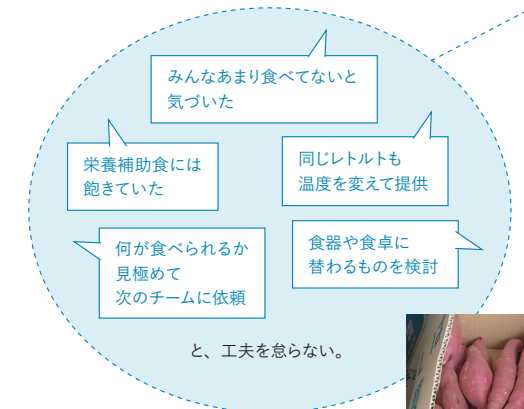 みんなあまり食べてないと
気づいた
栄養補助食には
飽きていた
同じレトルトも
温度を変えて提供
何が食べられるか
見極めて
次のチームに依頼
食器や食卓に
替わるものを検討
と、工夫を怠らない。